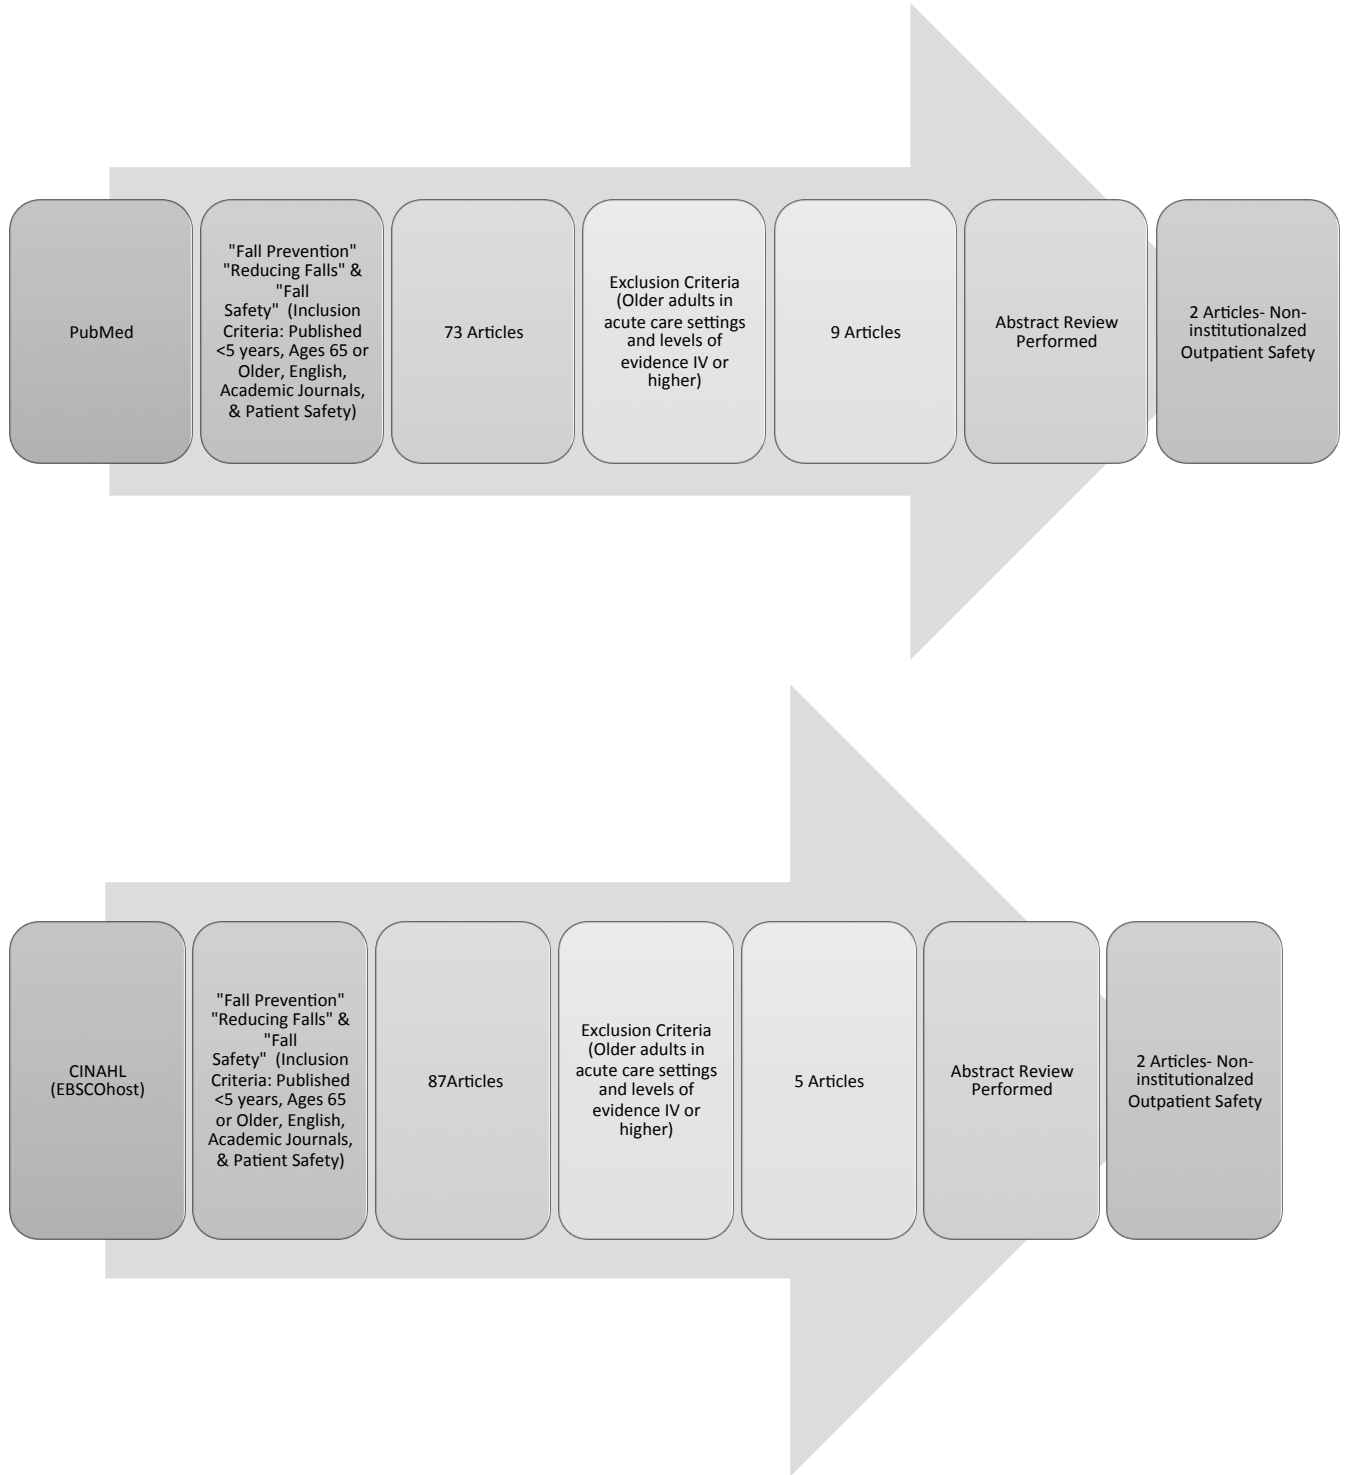 PubMed
"Fall Prevention"
"Reducing Falls" &
"Fall
Safety" (Inclusion
Criteria: Published
<5 years, Ages 65 or
Older, English,
Academic Journals,
& Patient Safety)
73 Articles
Exclusion Criteria
(Older adults in
acute care settings
and levels of
evidence IV or
higher)
9 Articles
Abstract Review
Performed
2 Articles- Non-
institutionalzed
Outpatient Safety
CINAHL
(EBSCOhost)
"Fall Prevention"
"Reducing Falls" &
"Fall
Safety" (Inclusion
Criteria: Published
<5 years, Ages 65
or Older, English,
Academic Journals,
& Patient Safety)
87Articles
Exclusion Criteria
(Older adults in
acute care settings
and levels of
evidence IV or
higher)
5 Articles
Abstract Review
Performed
2 Articles- Non-
institutionalzed
Outpatient Safety